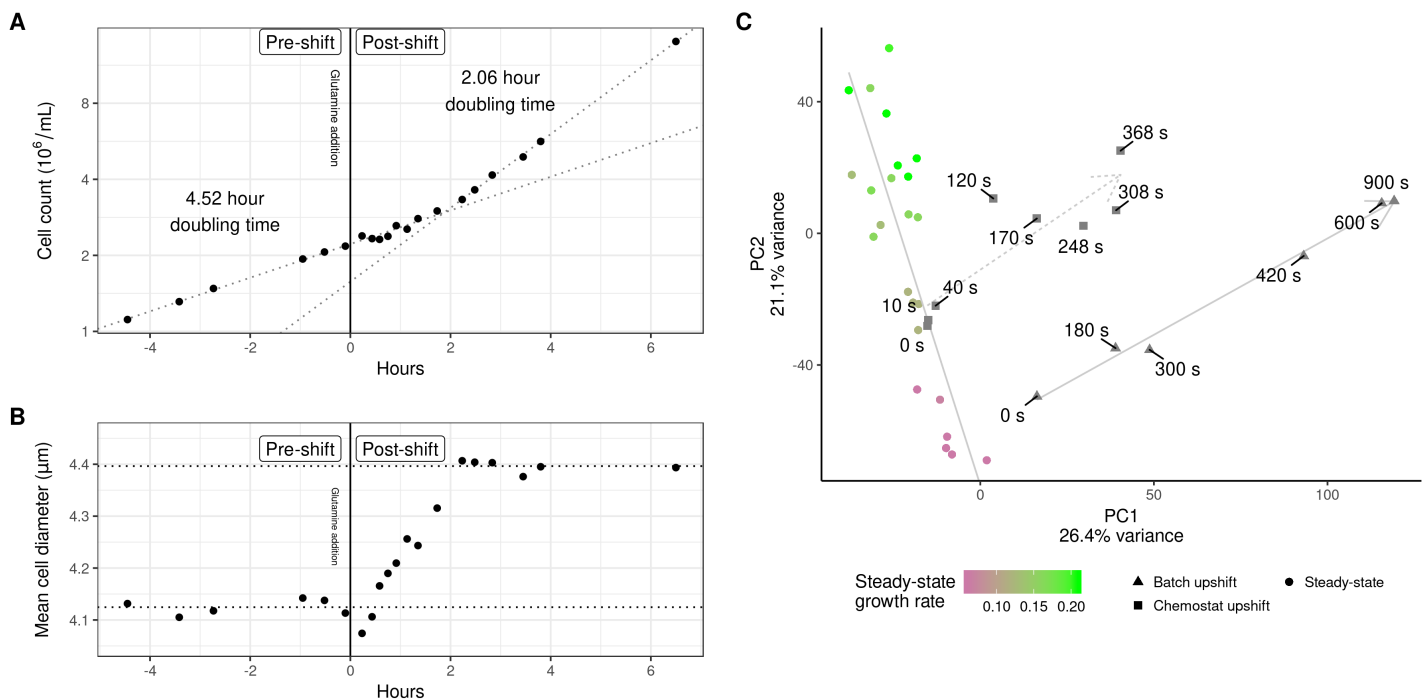 A
Pre-shift
Post-shift
Glutamine addition
2.06 hour
doubling time
4.52 hour
doubling time
Cell count (10⁶/mL)
8
4
2
1
-4
-2
0
2
4
6
Hours
B
Pre-shift
Post-shift
Glutamine addition
Mean cell diameter (µm)
4.4
4.3
4.2
4.1
-4
-2
0
2
4
6
Hours
C
PC2
21.1% variance
40
0
-40
368 s
120 s
308 s
900 s
170 s
248 s
600 s
420 s
40 s
10 s
0 s
180 s
300 s
0 s
0
50
100
PC1
26.4% variance
Steady-state
growth rate
0.10
0.15
0.20
Batch upshift
Steady-state
Chemostat upshift